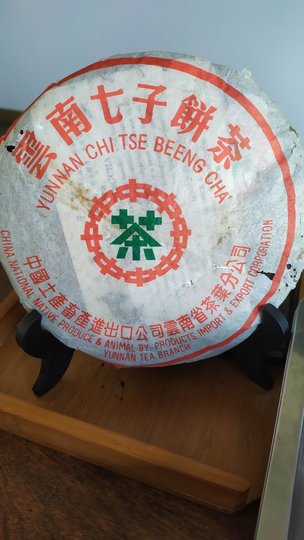 雲南七子餅茶
YUNNAN CHI TSE BEENG CHA
茶
中國土產畜產進出口公司雲南省茶葉分公司
CHINA NATIONAL NATIVE PRODUCE & ANIMAL BY-PRODUCTS IMPORT & EXPORT CORPORATION
YUNNAN TEA BRANCH